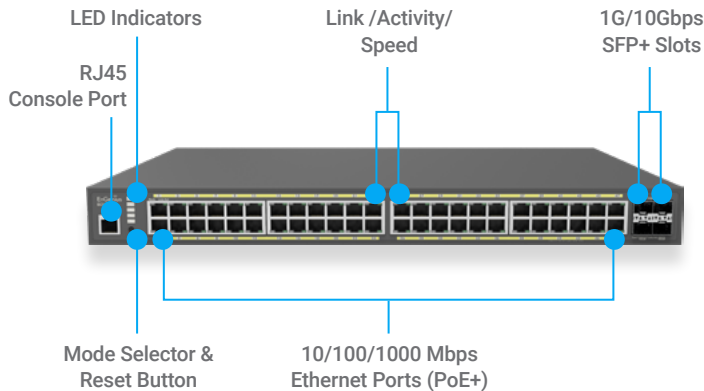 LED Indicators
Link /Activity/
Speed
1G/10Gbps
SFP+ Slots
RJ45
Console Port
Mode Selector &
Reset Button
10/100/1000 Mbps
Ethernet Ports (PoE+)